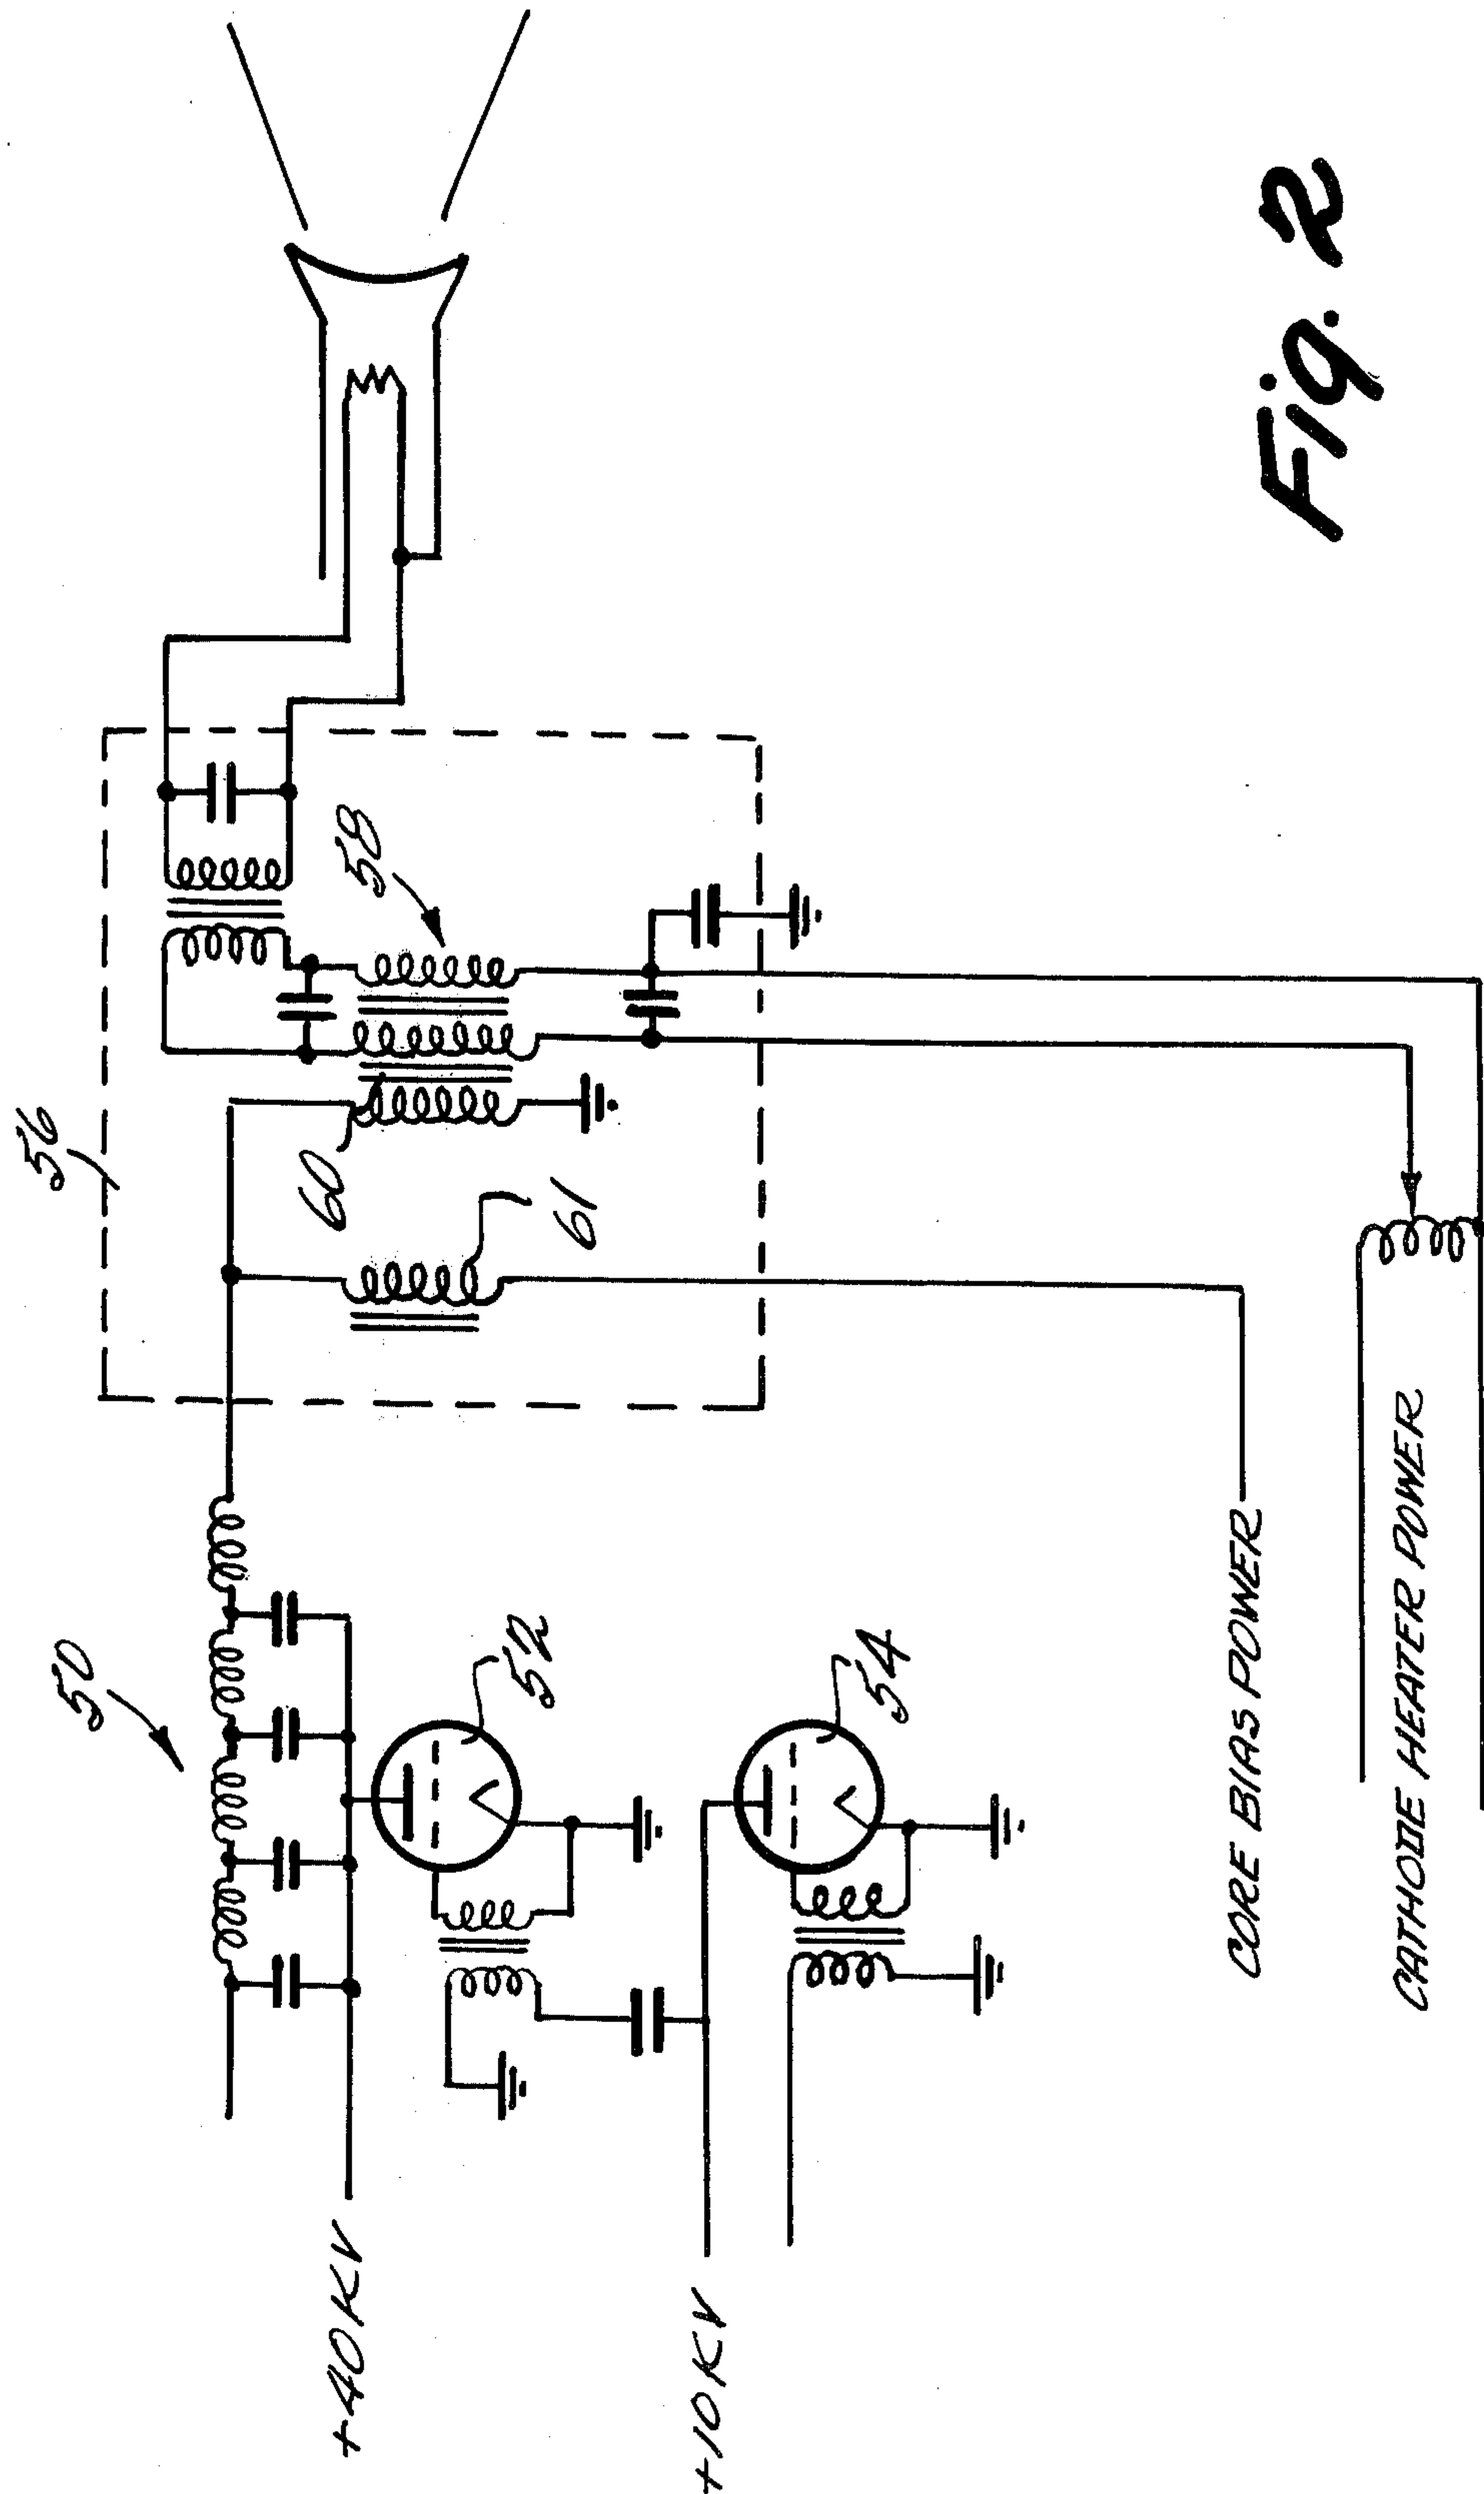 56
58
60
61
50
52
54
+40KV
+10KV
CORE BIAS POWER
CATHODE HEATER POWER
Fig. 2